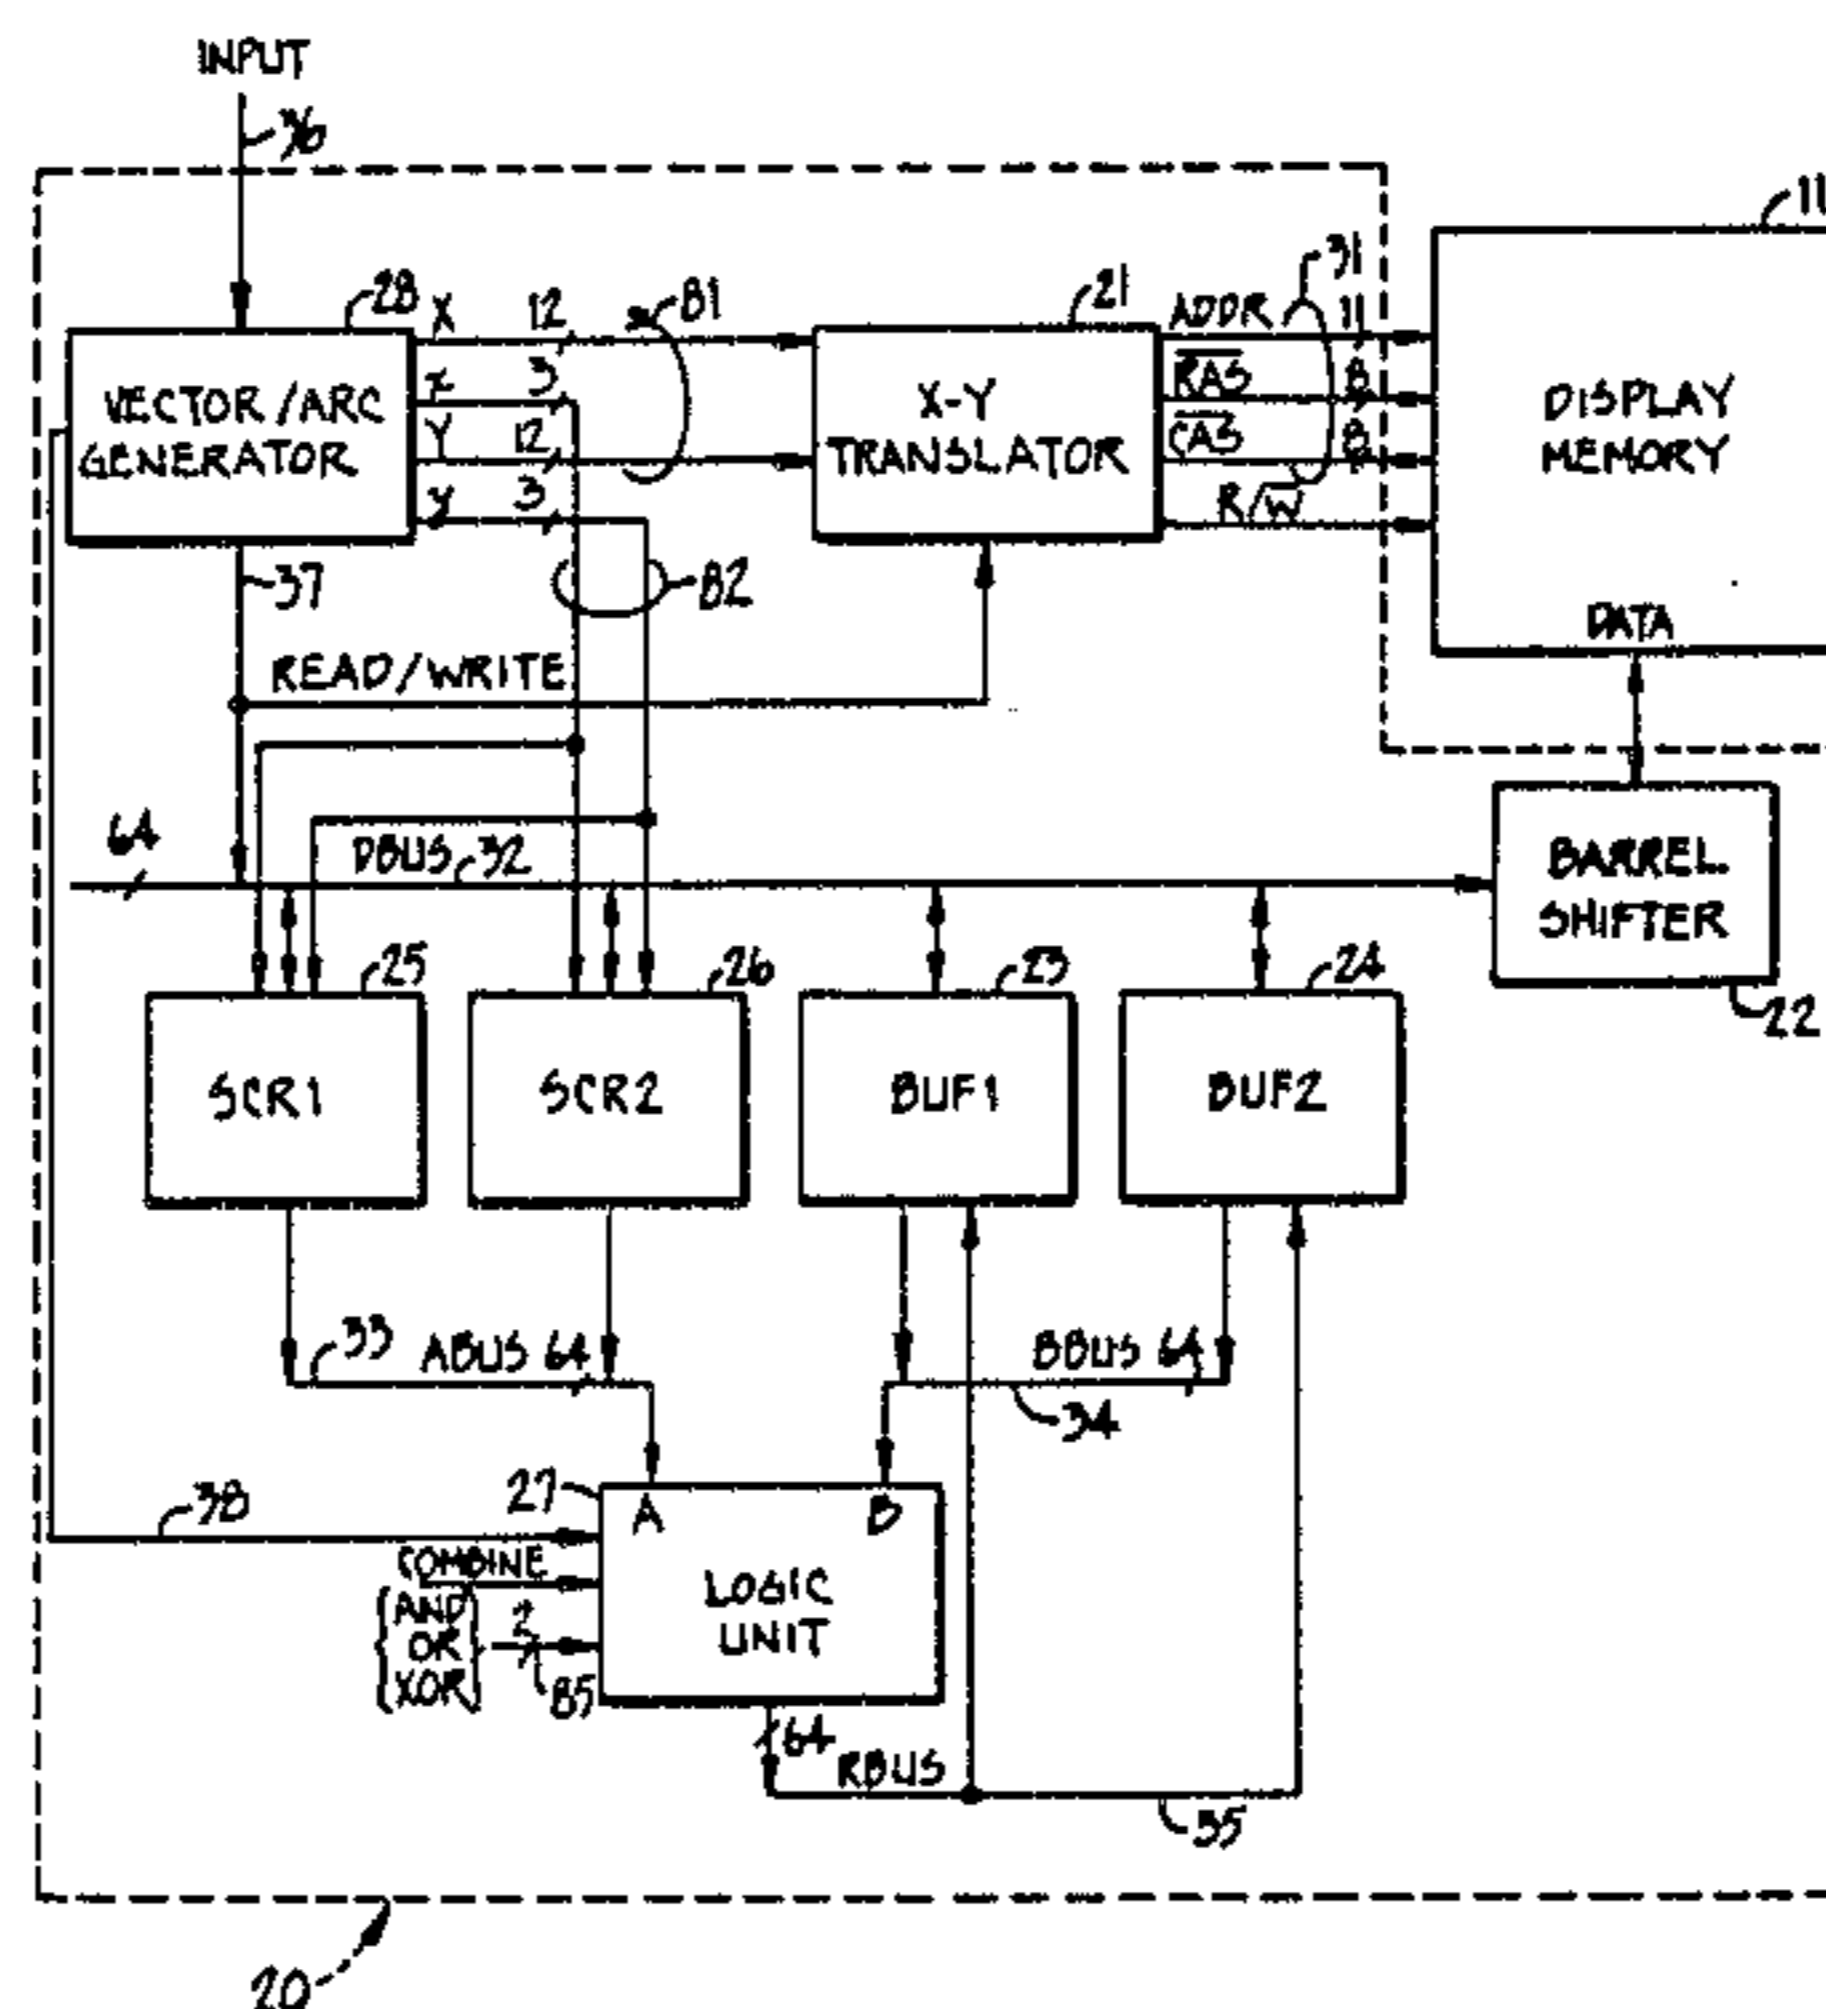 INPUT
36
11
28
X 12
81
21
ADDR
31
11
VECTOR/ARC
GENERATOR
x 3
Y 12
y 3
X-Y
TRANSLATOR
RAS 8
CAS 8
R/W
DISPLAY
MEMORY
DATA
37
82
READ/WRITE
64
DBUS 32
BARREL
SHIFTER
22
25
26
23
24
SCR1
SCR2
BUF1
BUF2
33
ABUS 64
BBUS 64
34
38
27
A
B
COMBINE
AND
OR
XOR
2
85
LOGIC
UNIT
64
RBUS
35
20